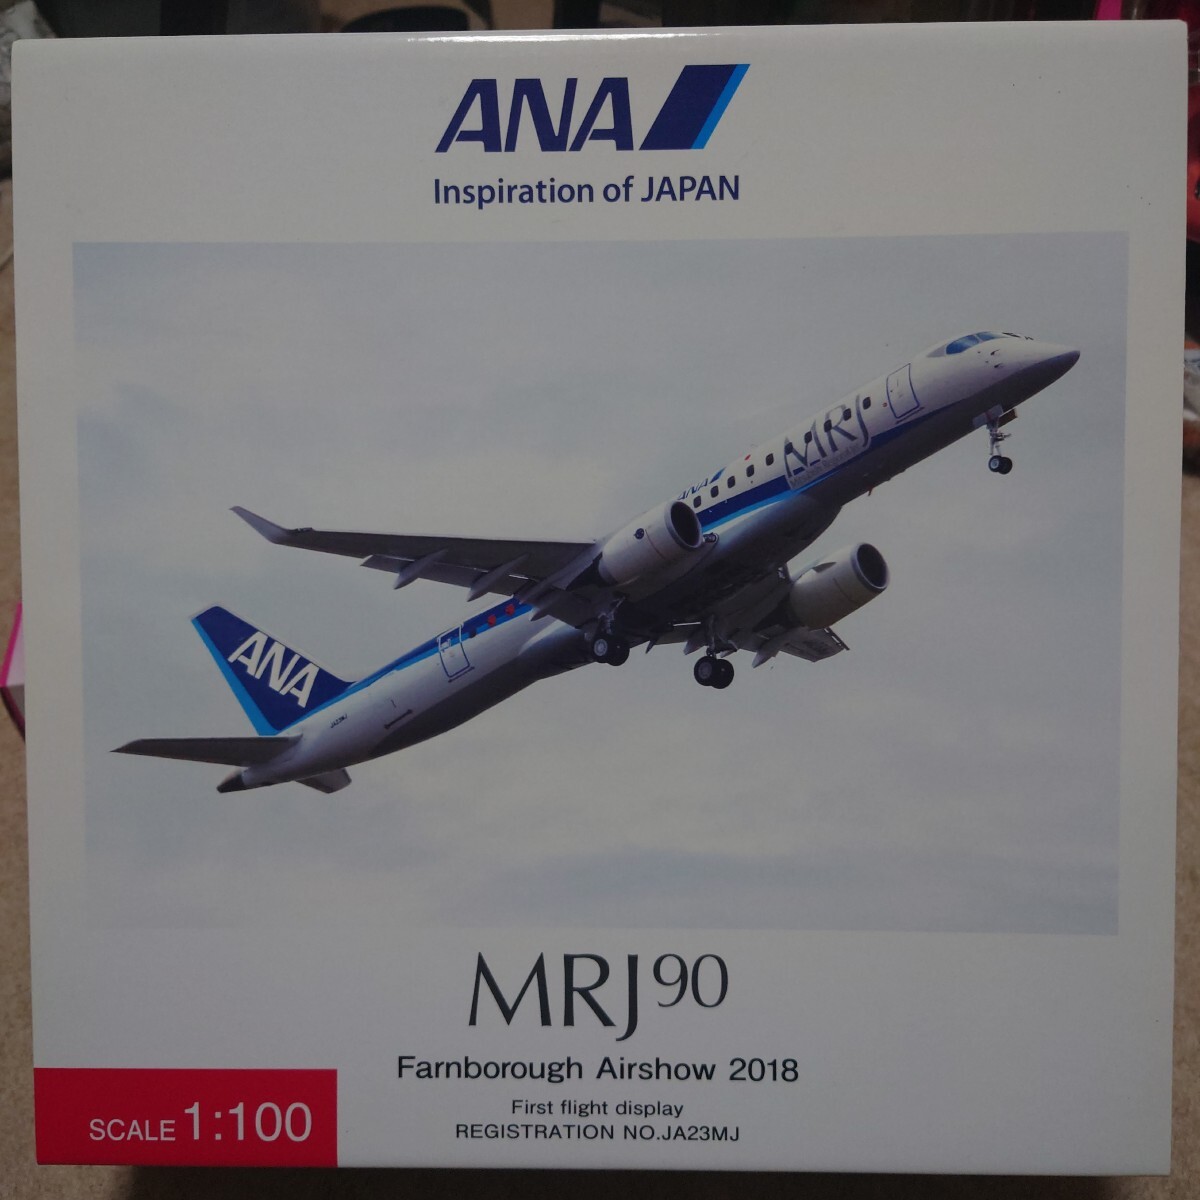 ANA
Inspiration of JAPAN
MRJ
ANA
ANA
JA23MJ
MRJ90
Farnborough Airshow 2018
First flight display
REGISTRATION NO.JA23MJ
SCALE 1:100